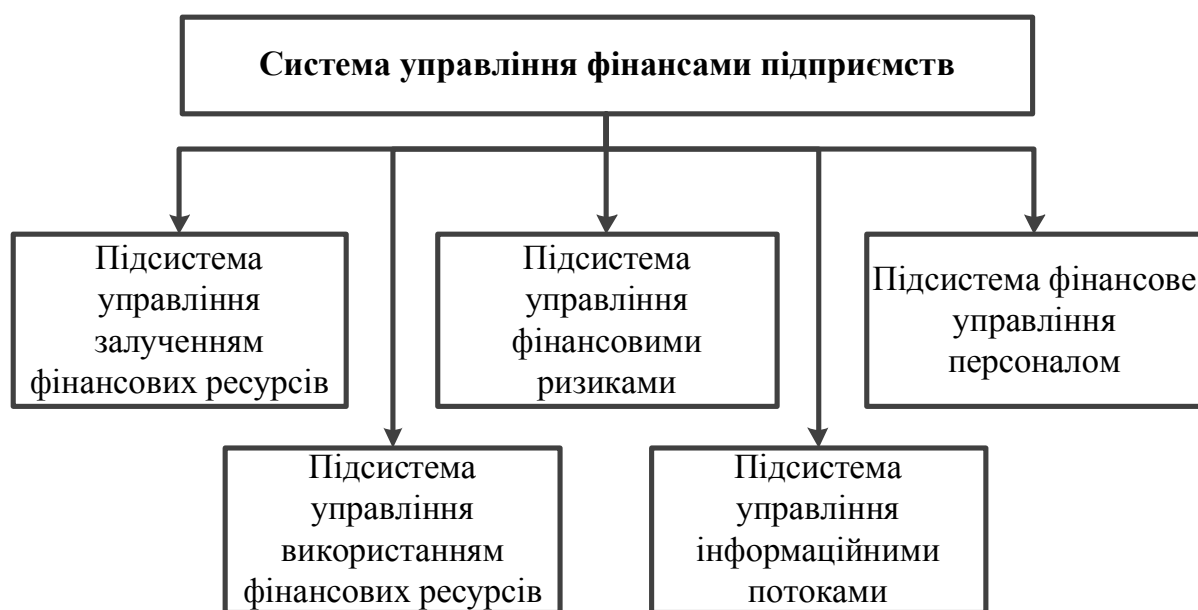 Система управління фінансами підприємств
Підсистема
управління
залученням
фінансових ресурсів
Підсистема
управління
фінансовими
ризиками
Підсистема фінансове
управління
персоналом
Підсистема
управління
використанням
фінансових ресурсів
Підсистема
управління
інформаційними
потоками